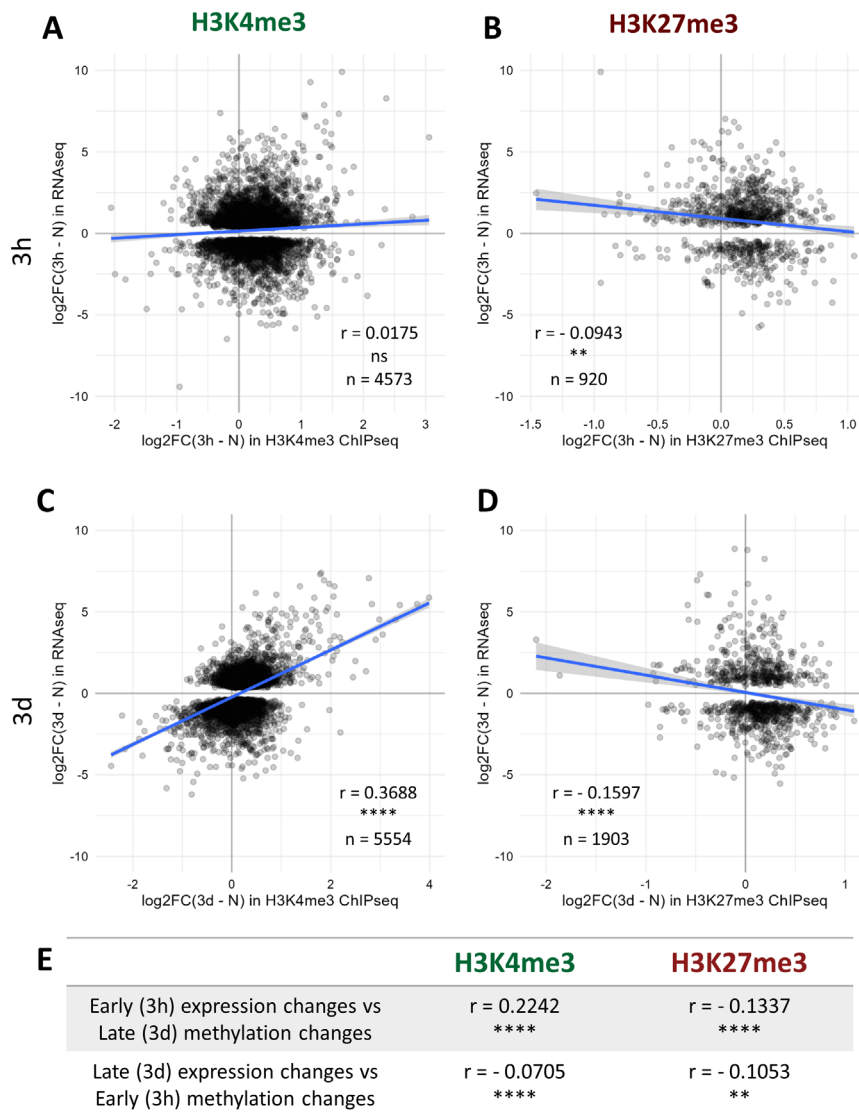 A
H3K4me3
B
H3K27me3
3h
log2FC(3h - N) in RNAseq
10
5
0
-5
-10
r = 0.0175
ns
n = 4573
-2
-1
0
1
2
3
log2FC(3h - N) in H3K4me3 ChIPseq
log2FC(3h - N) in RNAseq
10
5
0
-5
-10
r = - 0.0943
**
n = 920
-1.5
-1.0
-0.5
0.0
0.5
1.0
log2FC(3h - N) in H3K27me3 ChIPseq
C
D
3d
log2FC(3d - N) in RNAseq
10
5
0
-5
-10
r = 0.3688
****
n = 5554
-2
0
2
4
log2FC(3d - N) in H3K4me3 ChIPseq
log2FC(3d - N) in RNAseq
10
5
0
-5
-10
r = - 0.1597
****
n = 1903
-2
-1
0
1
log2FC(3d - N) in H3K27me3 ChIPseq
E
H3K4me3
H3K27me3
Early (3h) expression changes vs
Late (3d) methylation changes
r = 0.2242
****
r = - 0.1337
****
Late (3d) expression changes vs
Early (3h) methylation changes
r = - 0.0705
****
r = - 0.1053
**